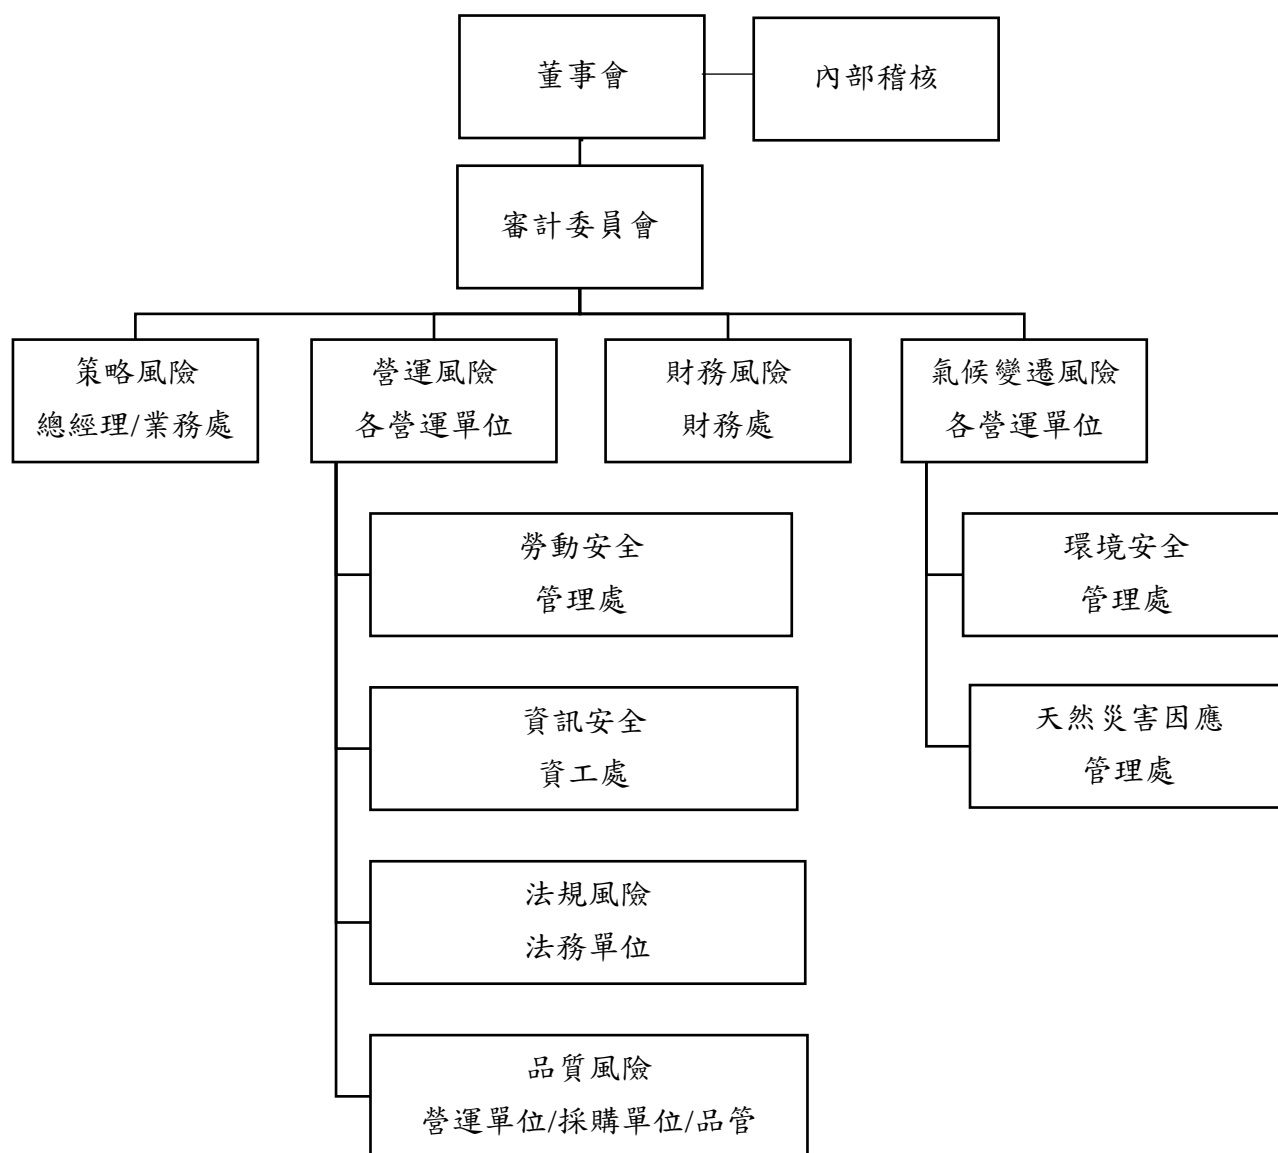 董事會
內部稽核
審計委員會
策略風險
總經理/業務處
營運風險
各營運單位
財務風險
財務處
氣候變遷風險
各營運單位
勞動安全
管理處
環境安全
管理處
資訊安全
資工處
天然災害因應
管理處
法規風險
法務單位
品質風險
營運單位/採購單位/品管